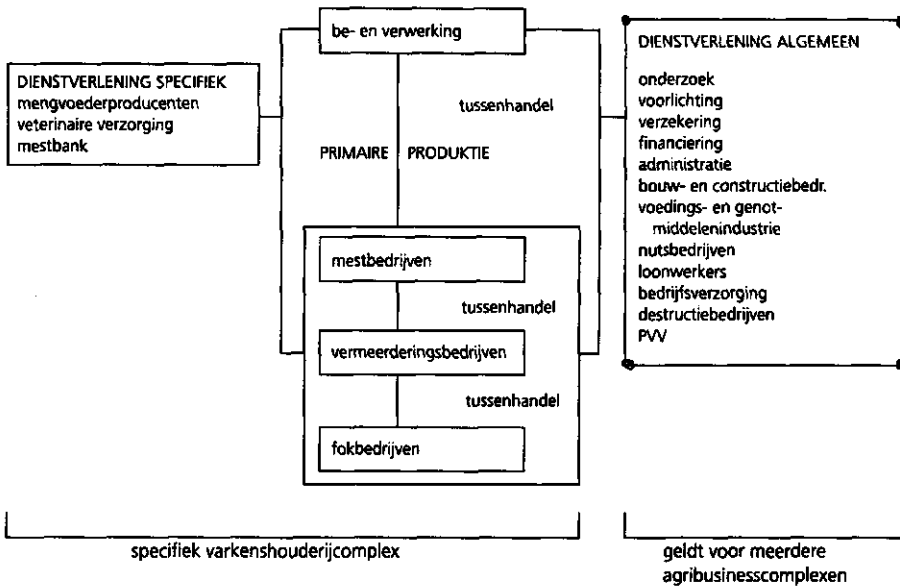 DIENSTVERLENING SPECIFIEK
mengvoederproducenten
veterinaire verzorging
mestbank
be- en verwerking
tussenhandel
PRIMAIRE PRODUKTIE
mestbedrijven
tussenhandel
vermeerderingsbedrijven
tussenhandel
fokbedrijven
DIENSTVERLENING ALGEMEEN
onderzoek
voorlichting
verzekering
financiering
administratie
bouw- en constructiebedr.
voedings- en genot-
middelenindustrie
nutsbedrijven
loonwerkers
bedrijfsverzorging
destructiebedrijven
PVV
specifiek varkenshouderijcomplex
geldt voor meerdere
agribusinesscomplexen